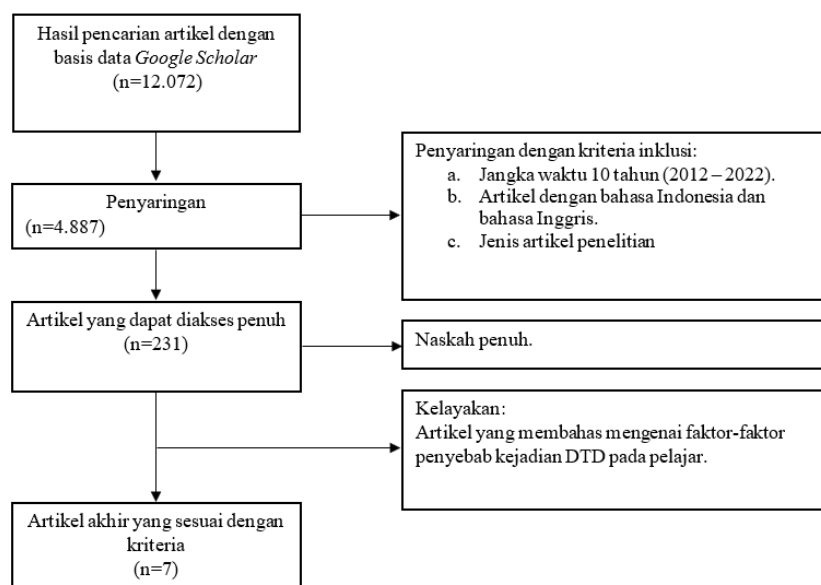 Hasil pencarian artikel dengan
basis data Google Scholar
(n=12.072)
Penyaringan dengan kriteria inklusi:
a. Jangka waktu 10 tahun (2012 – 2022).
b. Artikel dengan bahasa Indonesia dan
bahasa Inggris.
c. Jenis artikel penelitian
Penyaringan
(n=4.887)
Artikel yang dapat diakses penuh
(n=231)
Naskah penuh.
Kelayakan:
Artikel yang membahas mengenai faktor-faktor
penyebab kejadian DTD pada pelajar.
Artikel akhir yang sesuai dengan
kriteria
(n=7)